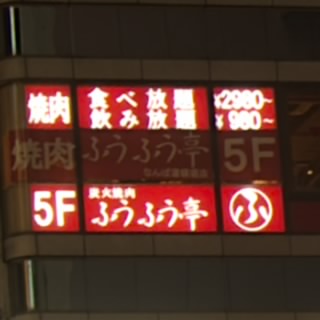 焼肉 食べ放題 ¥2980~
飲み放題 ¥980~
焼肉 ふうふう亭 5F
5F 炭火焼肉
ふうふう亭 ふ